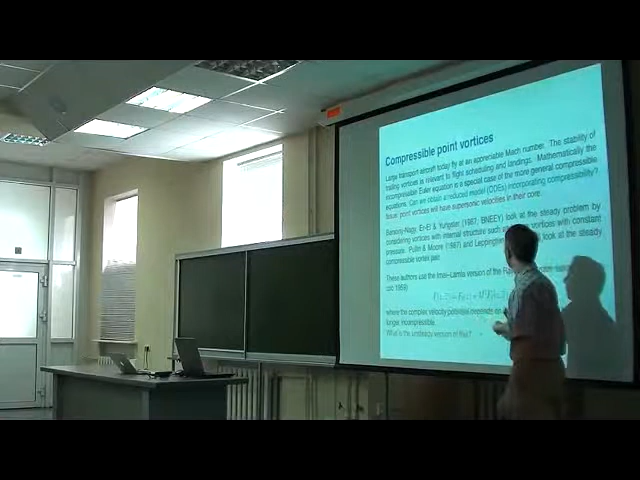 Compressible point vortices
Large transport aircraft today fly at an appreciable Mach number. The stability of
trailing vortices is relevant to flight scheduling and landings. Mathematically the
incompressible Euler equation is a special case of the more general compressible
equations. Can we obtain a reduced model (ODEs) incorporating compressibility?
Issue: point vortices will have supersonic velocities in their core.
Barsony-Nagy, Er-El & Yungster (1987, BNEEY) look at the steady problem by
considering vortices with internal structure such vortices with constant
pressure. Pullin & Moore (1987) and Leppington look at the steady
compressible vortex pair.
These authors use the Imai–Lamla version of the
1959)
where the complex velocity potential depends on
longer incompressible.
What is the unsteady version of this?